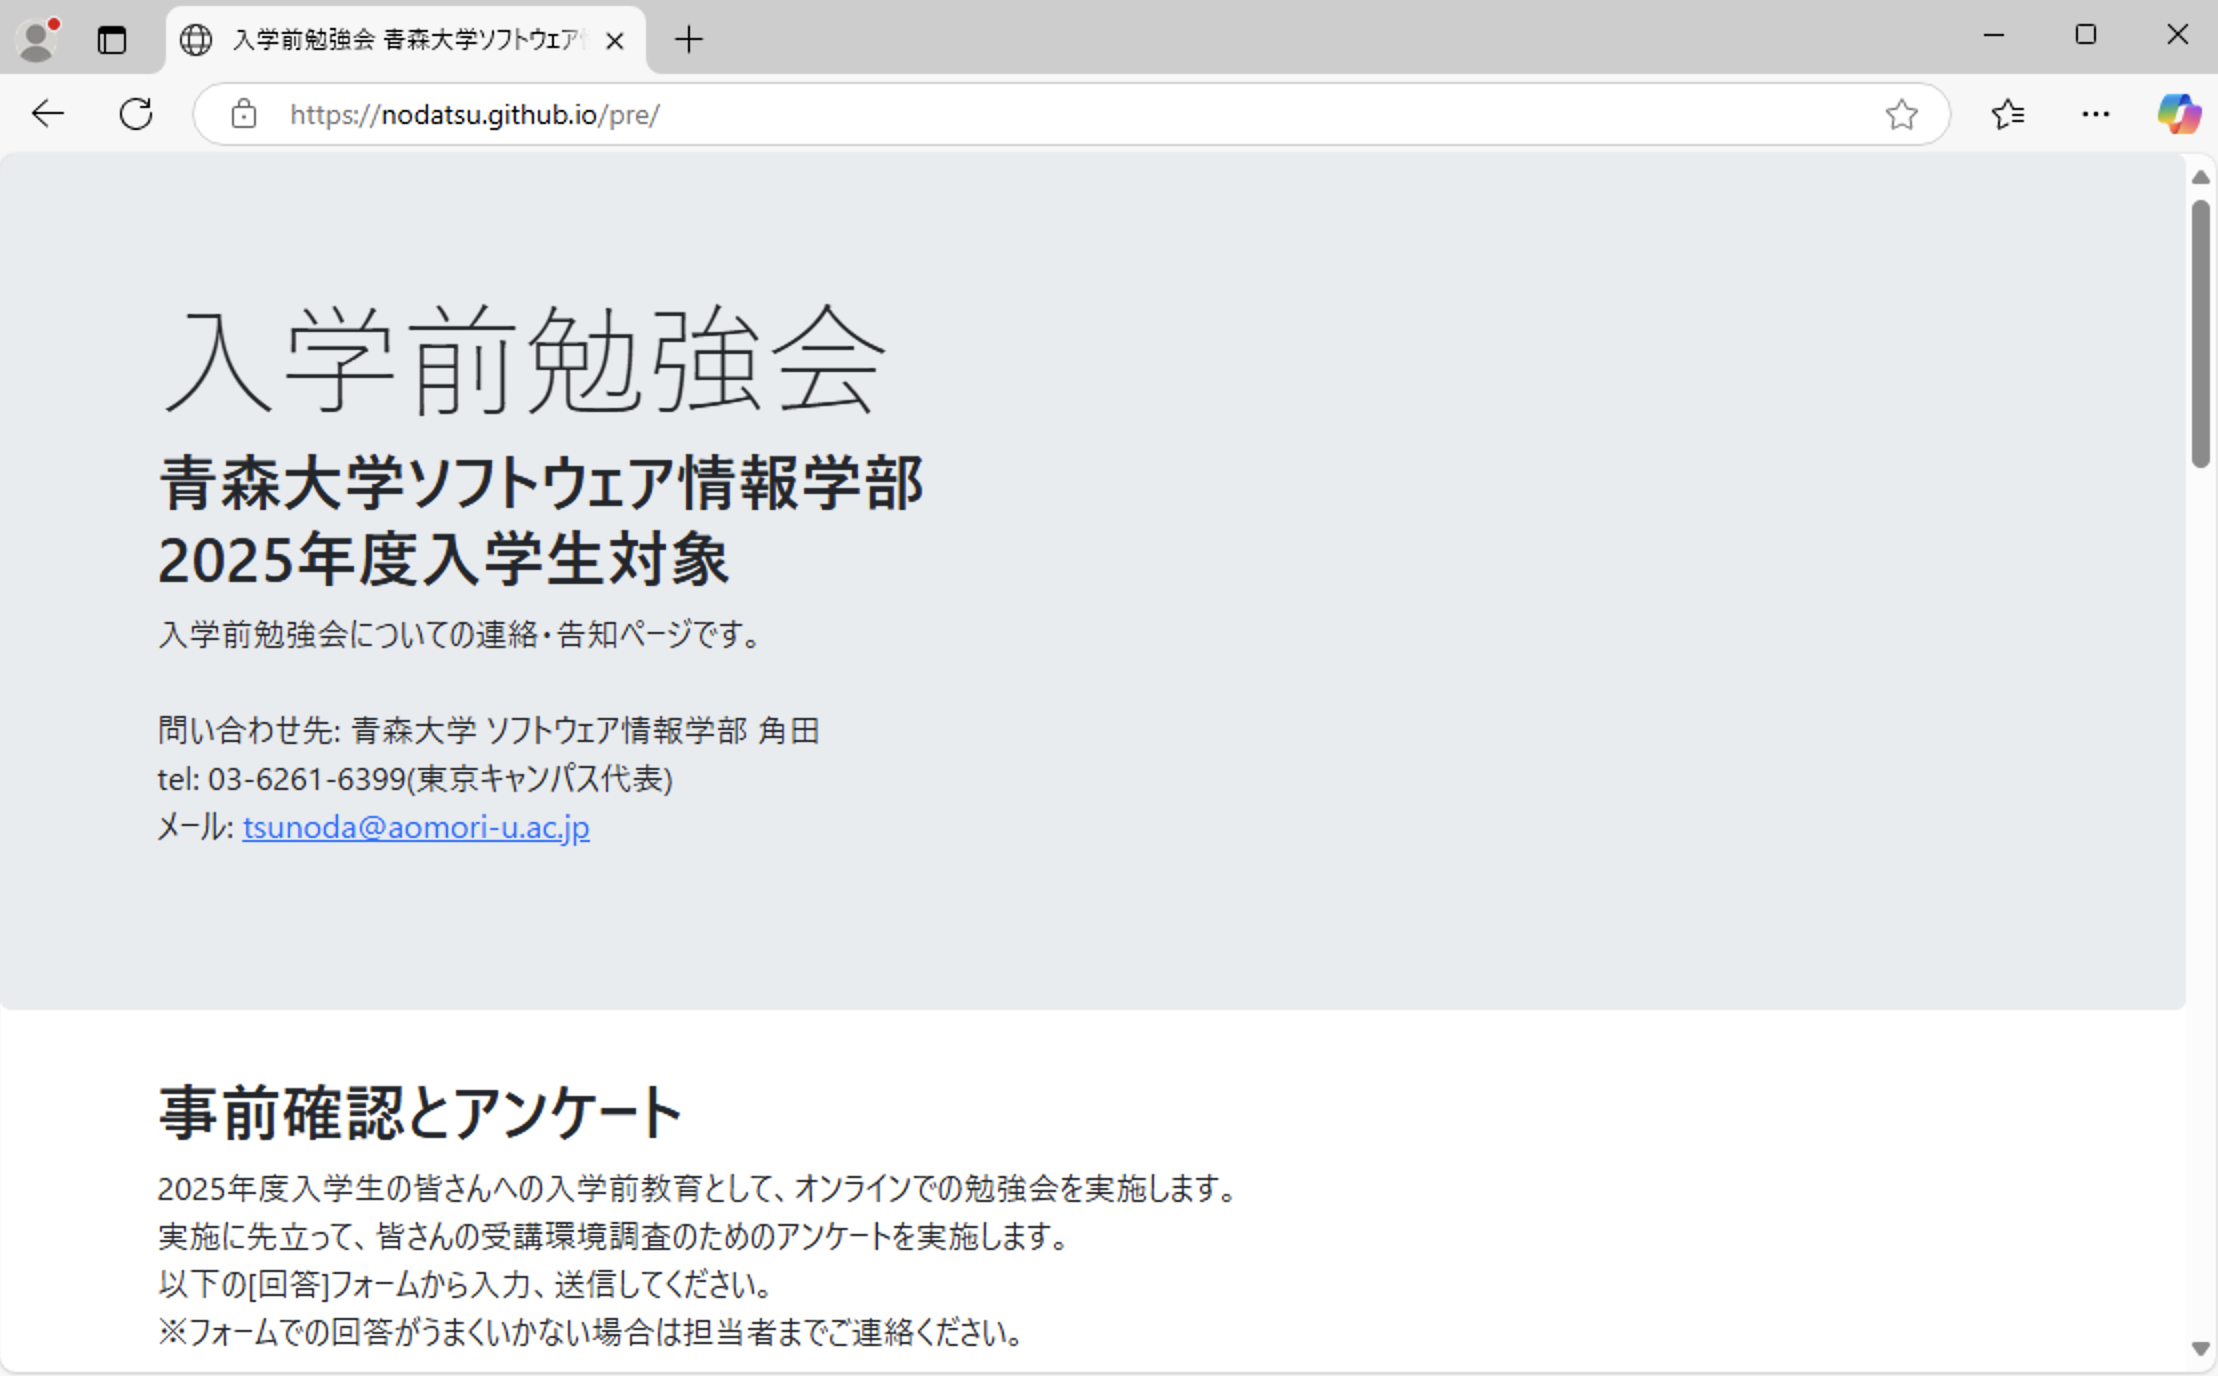 入学前勉強会 青森大学ソフトウェア
https://nodatsu.github.io/pre/
入学前勉強会
青森大学ソフトウェア情報学部
2025年度入学生対象
入学前勉強会についての連絡・告知ページです。
問い合わせ先: 青森大学 ソフトウェア情報学部 角田
tel: 03-6261-6399(東京キャンパス代表)
メール: tsunoda@aomori-u.ac.jp
事前確認とアンケート
2025年度入学生の皆さんへの入学前教育として、オンラインでの勉強会を実施します。
実施に先立って、皆さんの受講環境調査のためのアンケートを実施します。
以下の[回答]フォームから入力、送信してください。
※フォームでの回答がうまくいかない場合は担当者までご連絡ください。